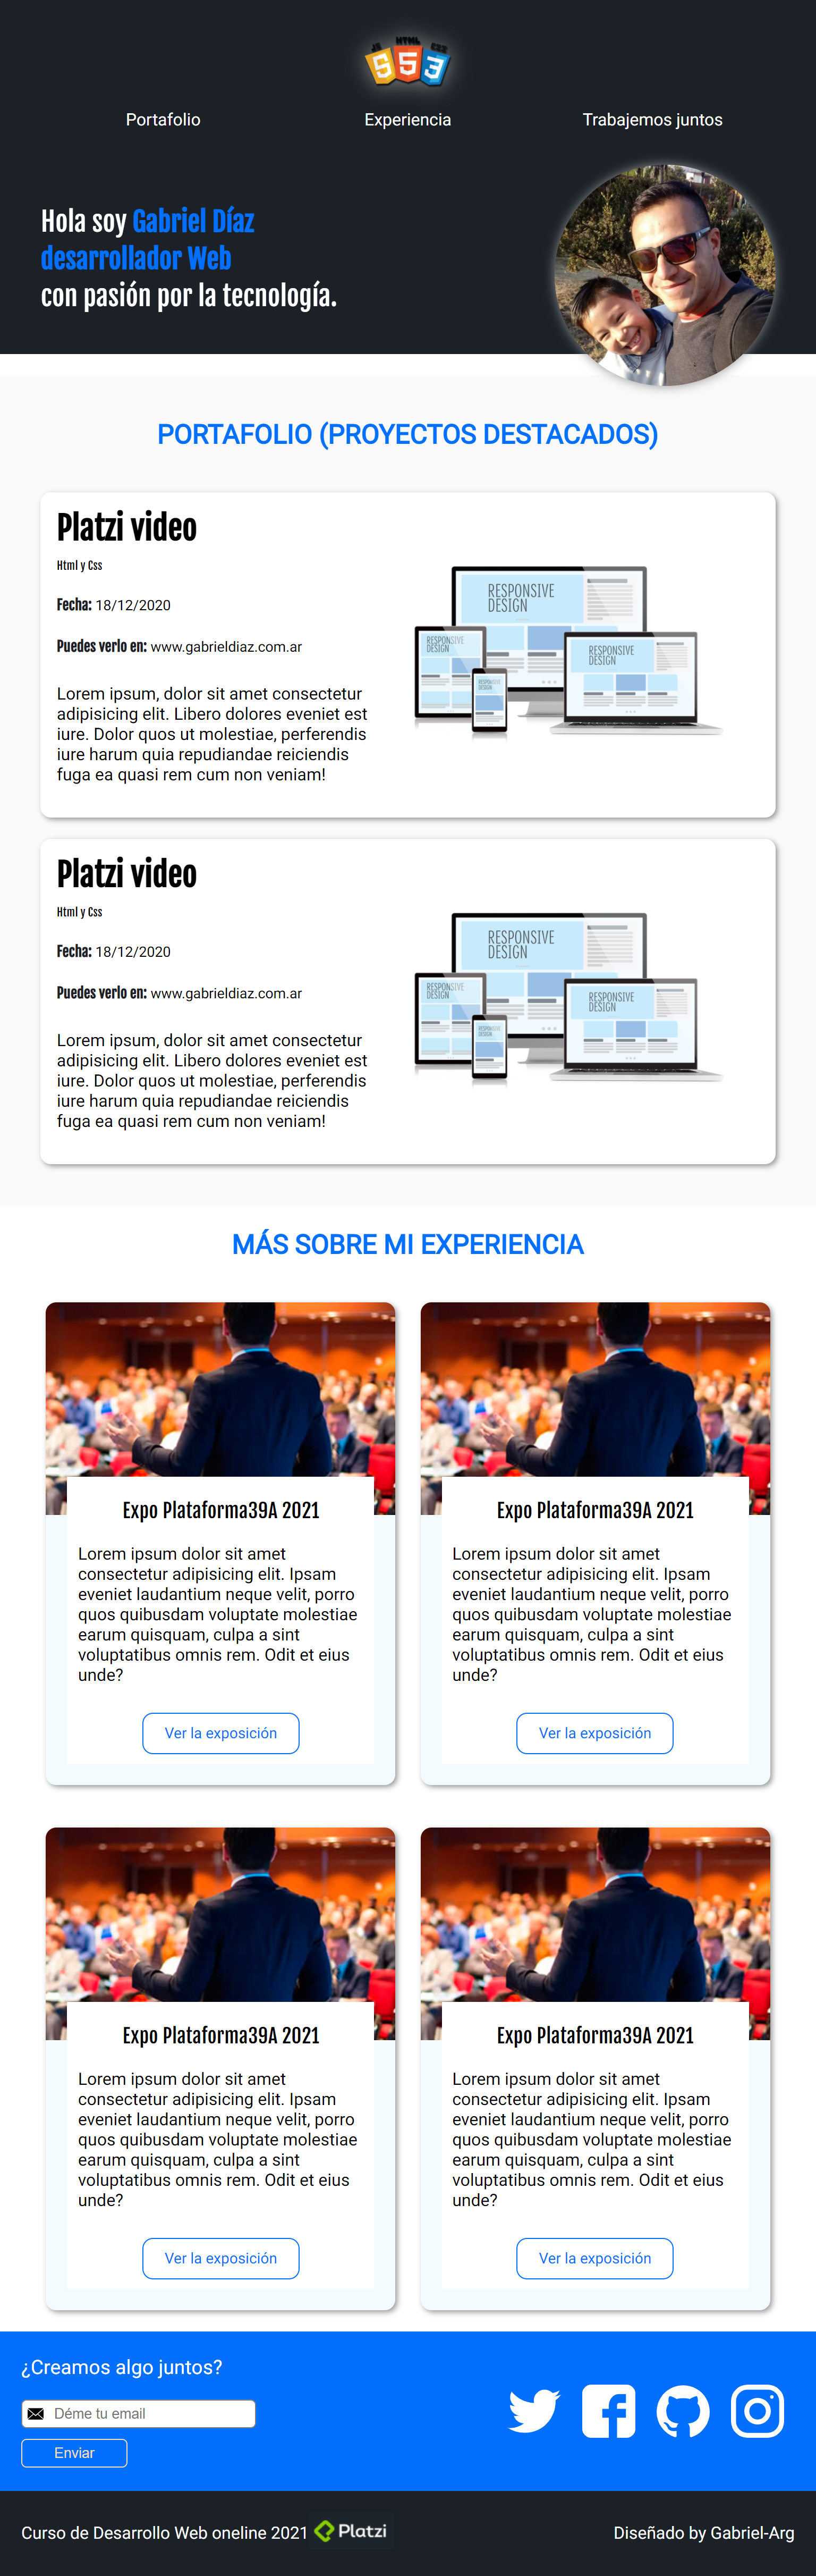 JS HTML CSS
5 5 3
Portafolio
Experiencia
Trabajemos juntos
Hola soy Gabriel Díaz
desarrollador Web
con pasión por la tecnología.
PORTAFOLIO (PROYECTOS DESTACADOS)
Platzi video
Html y Css
Fecha: 18/12/2020
Puedes verlo en: www.gabrieldiaz.com.ar
Lorem ipsum, dolor sit amet consectetur
adipisicing elit. Libero dolores eveniet est
iure. Dolor quos ut molestiae, perferendis
iure harum quia repudiandae reiciendis
fuga ea quasi rem cum non veniam!
RESPONSIVE
DESIGN
RESPONSIVE
DESIGN
RESPONSIVE
DESIGN
RESPONSIVE
DESIGN
Platzi video
Html y Css
Fecha: 18/12/2020
Puedes verlo en: www.gabrieldiaz.com.ar
Lorem ipsum, dolor sit amet consectetur
adipisicing elit. Libero dolores eveniet est
iure. Dolor quos ut molestiae, perferendis
iure harum quia repudiandae reiciendis
fuga ea quasi rem cum non veniam!
RESPONSIVE
DESIGN
RESPONSIVE
DESIGN
RESPONSIVE
DESIGN
RESPONSIVE
DESIGN
MÁS SOBRE MI EXPERIENCIA
Expo Plataforma39A 2021
Lorem ipsum dolor sit amet
consectetur adipisicing elit. Ipsam
eveniet laudantium neque velit, porro
quos quibusdam voluptate molestiae
earum quisquam, culpa a sint
voluptatibus omnis rem. Odit et eius
unde?
Ver la exposición
Expo Plataforma39A 2021
Lorem ipsum dolor sit amet
consectetur adipisicing elit. Ipsam
eveniet laudantium neque velit, porro
quos quibusdam voluptate molestiae
earum quisquam, culpa a sint
voluptatibus omnis rem. Odit et eius
unde?
Ver la exposición
Expo Plataforma39A 2021
Lorem ipsum dolor sit amet
consectetur adipisicing elit. Ipsam
eveniet laudantium neque velit, porro
quos quibusdam voluptate molestiae
earum quisquam, culpa a sint
voluptatibus omnis rem. Odit et eius
unde?
Ver la exposición
Expo Plataforma39A 2021
Lorem ipsum dolor sit amet
consectetur adipisicing elit. Ipsam
eveniet laudantium neque velit, porro
quos quibusdam voluptate molestiae
earum quisquam, culpa a sint
voluptatibus omnis rem. Odit et eius
unde?
Ver la exposición
¿Creamos algo juntos?
Déme tu email
Enviar
Curso de Desarrollo Web oneline 2021 Platzi
Diseñado by Gabriel-Arg